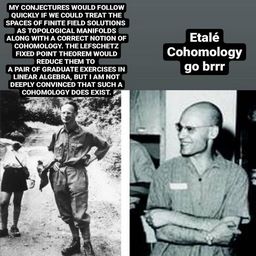 MY CONJECTURES WOULD FOLLOW
QUICKLY IF WE COULD TREAT THE
SPACES OF FINITE FIELD SOLUTIONS
AS TOPOLOGICAL MANIFOLDS
ALONG WITH A CORRECT NOTION OF
COHOMOLOGY. THE LEFSCHETZ
FIXED POINT THEOREM WOULD
REDUCE THEM TO
A PAIR OF GRADUATE EXERCISES IN
LINEAR ALGEBRA, BUT I AM NOT
DEEPLY CONVINCED THAT SUCH A
COHOMOLOGY DOES EXIST.
Etalé
Cohomology
go brrr